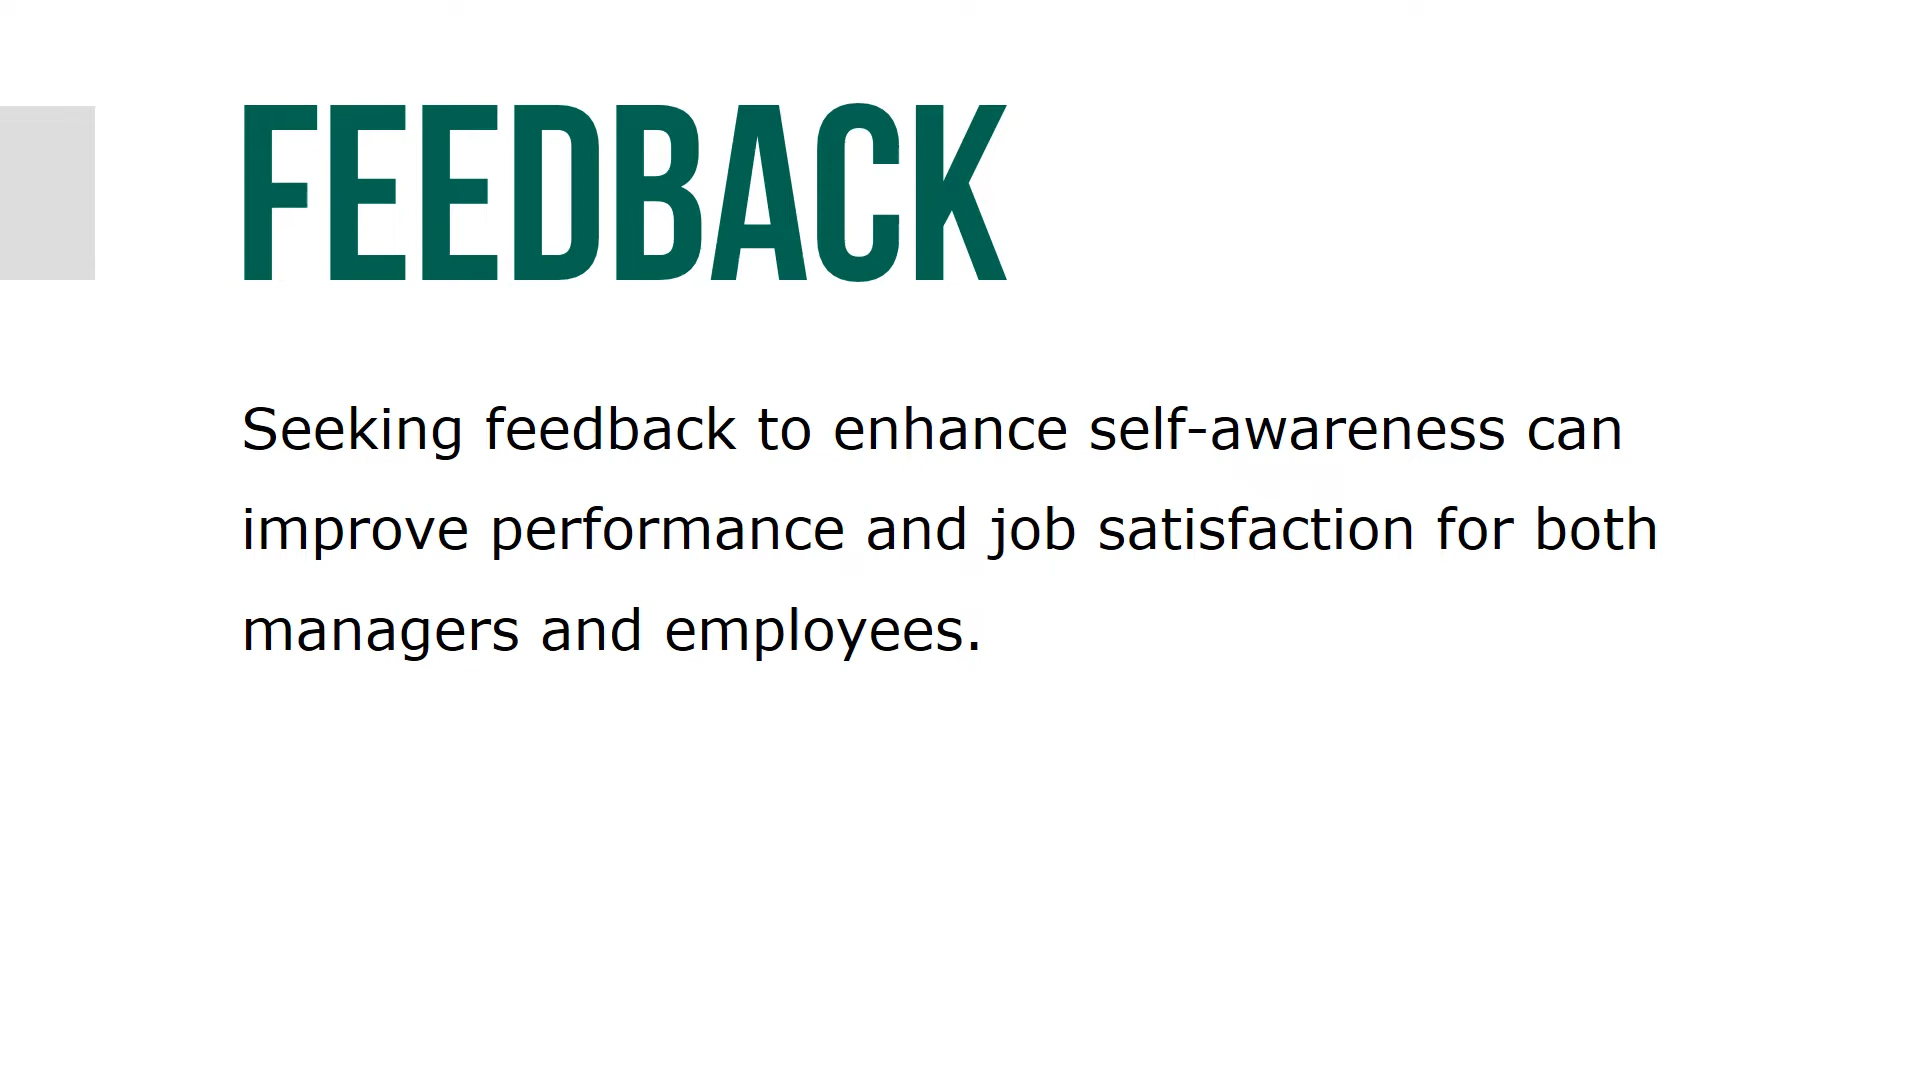 FEEDBACK
Seeking feedback to enhance self-awareness can
improve performance and job satisfaction for both
managers and employees.